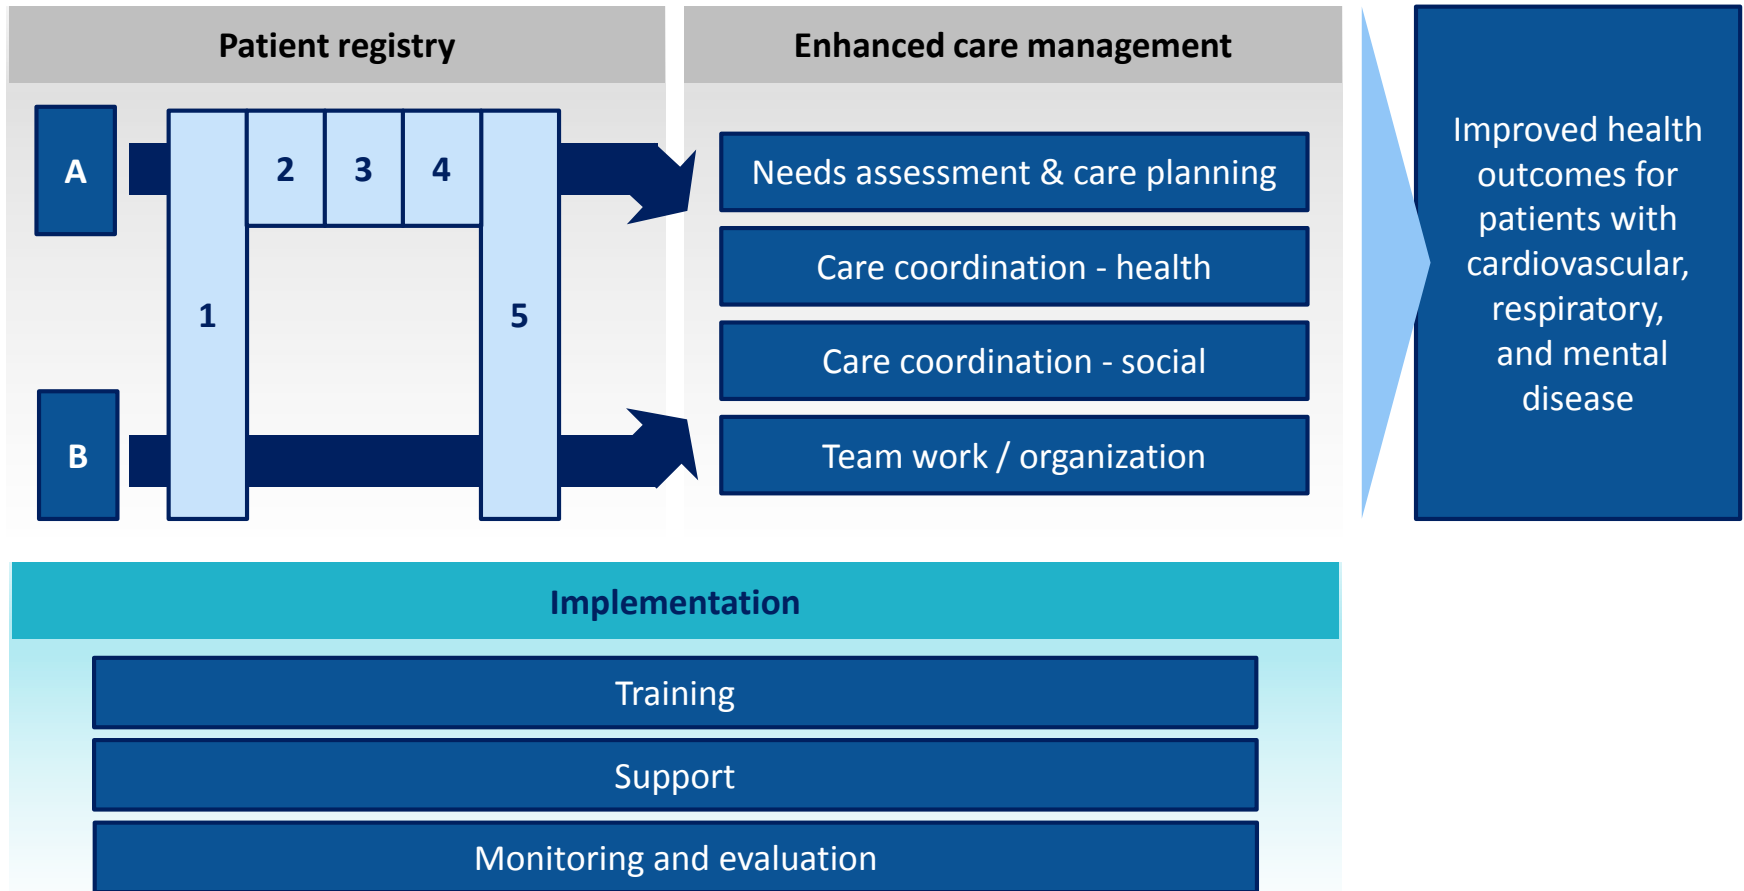 Patient registry
Enhanced care management
A
1
2
3
4
5
B
Needs assessment & care planning
Care coordination - health
Care coordination - social
Team work / organization
Improved health
outcomes for
patients with
cardiovascular,
respiratory,
and mental
disease
Implementation
Training
Support
Monitoring and evaluation